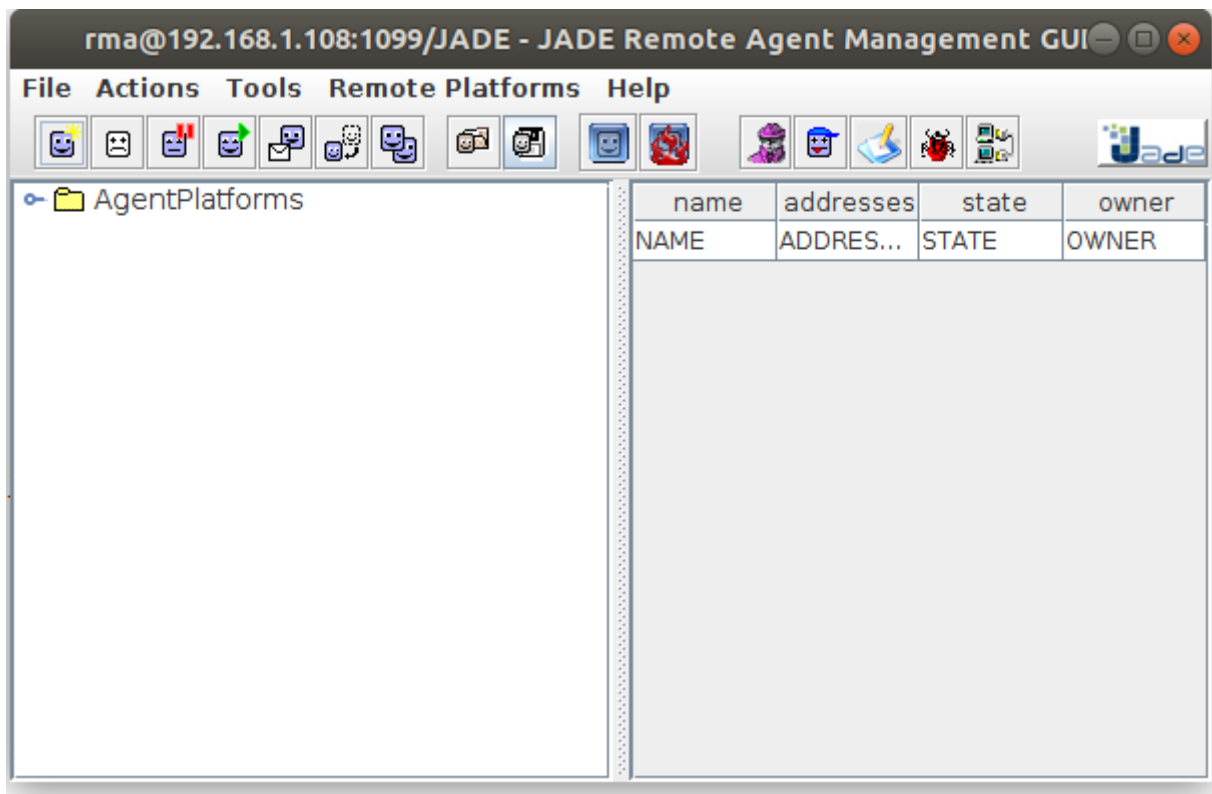 rma@192.168.1.108:1099/JADE - JADE Remote Agent Management GUI
File Actions Tools Remote Platforms Help
Jade
AgentPlatforms
name addresses state owner
NAME ADDRES... STATE OWNER